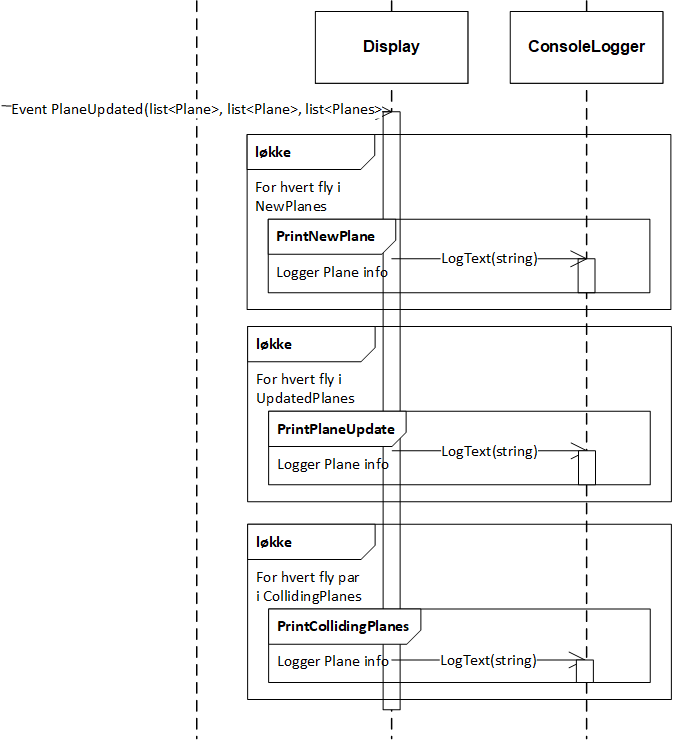 Display
ConsoleLogger
Event PlaneUpdated(list<Plane>, list<Plane>, list<Planes>
løkke
For hvert fly i
NewPlanes
PrintNewPlane
LogText(string)
Logger Plane info
løkke
For hvert fly i
UpdatedPlanes
PrintPlaneUpdate
LogText(string)
Logger Plane info
løkke
For hvert fly par
i CollidingPlanes
PrintCollidingPlanes
Logger Plane info
LogText(string)